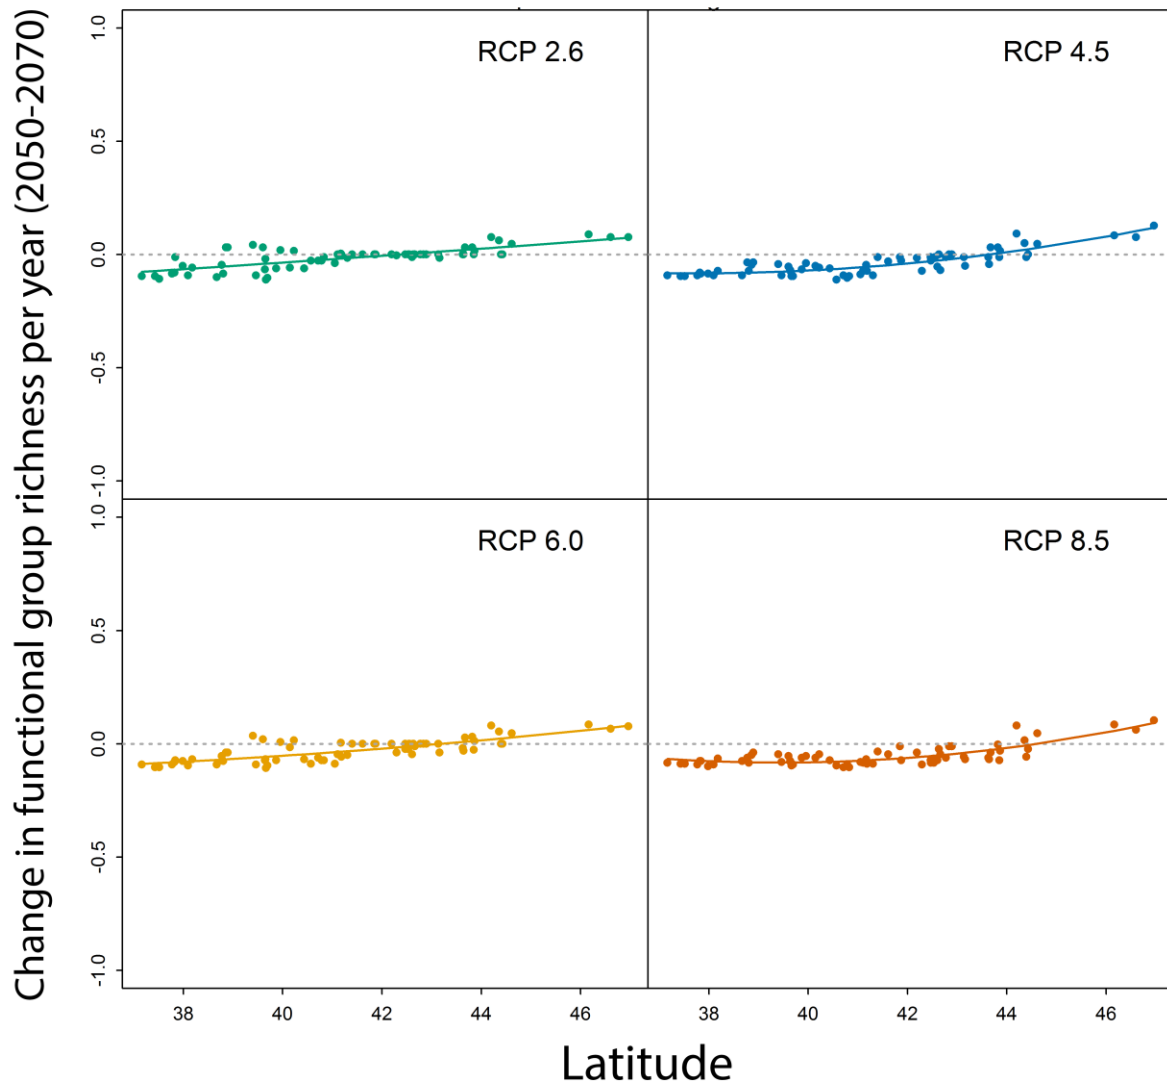 Change in functional group richness per year (2050-2070)
1.0
0.5
0.0
-0.5
-1.0
RCP 2.6
RCP 4.5
1.0
0.5
0.0
-0.5
-1.0
RCP 6.0
RCP 8.5
38 40 42 44 46 38 40 42 44 46
Latitude